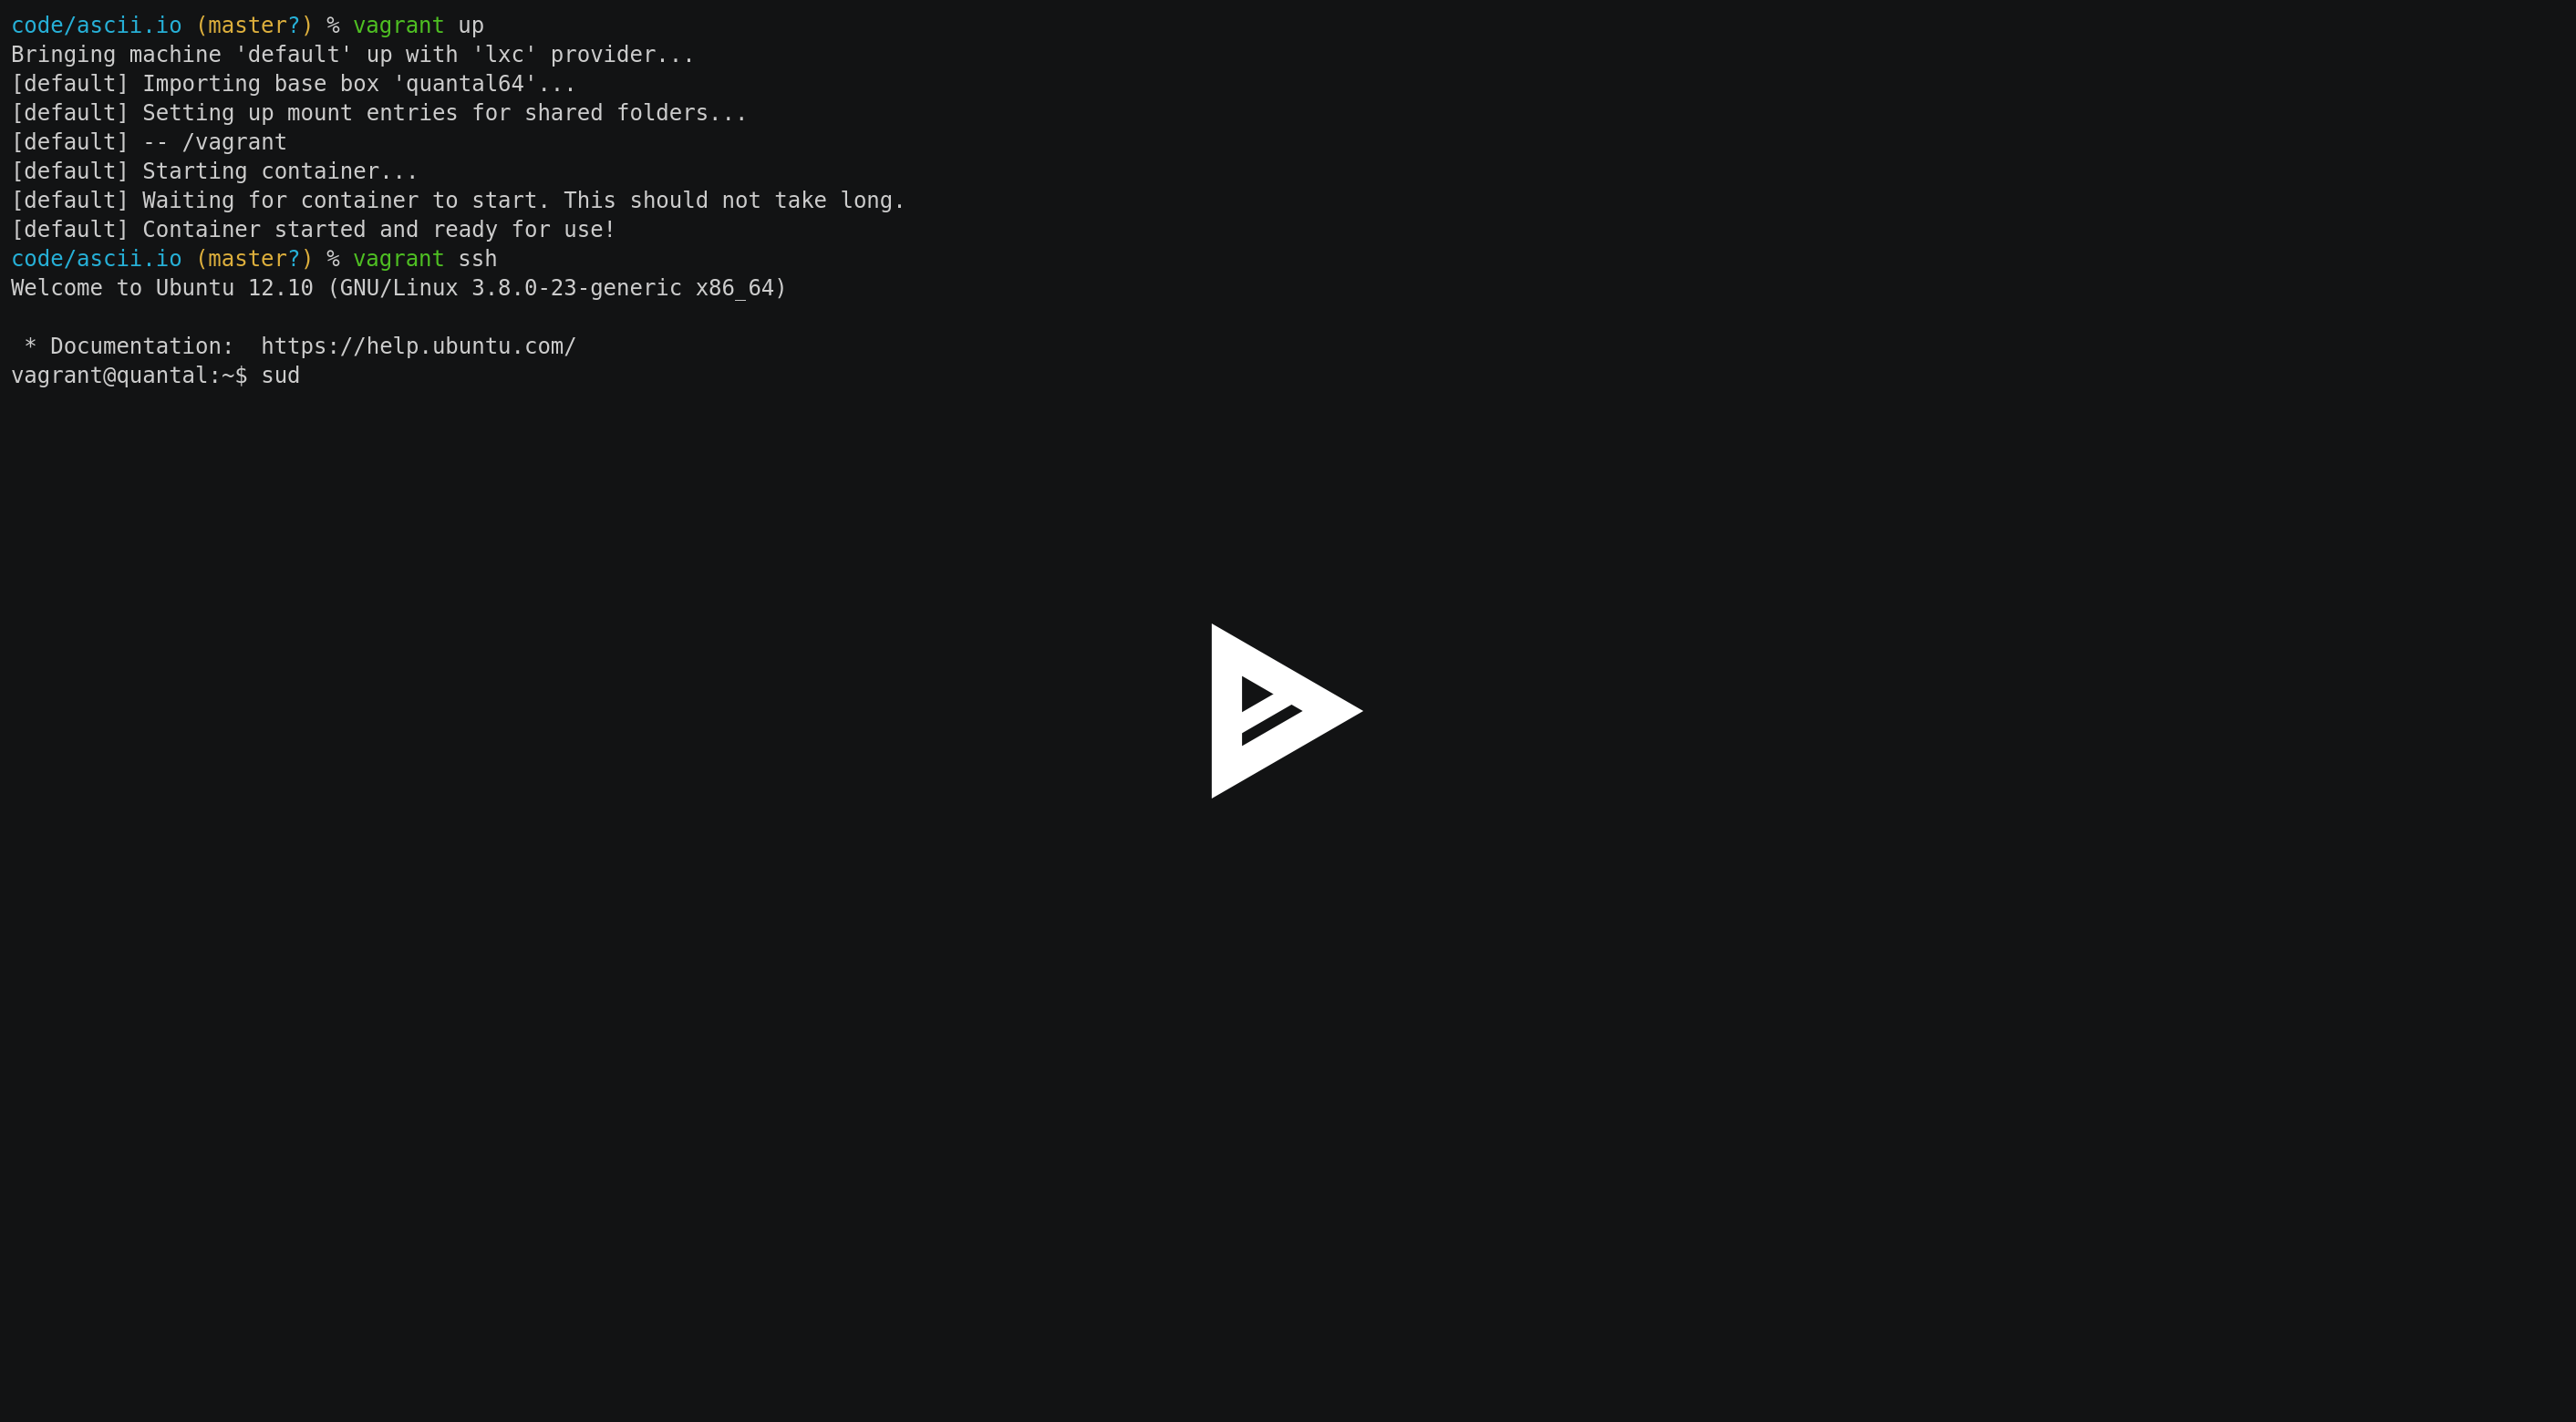 code/ascii.io (master?) % vagrant up
Bringing machine 'default' up with 'lxc' provider...
[default] Importing base box 'quantal64'...
[default] Setting up mount entries for shared folders...
[default] -- /vagrant
[default] Starting container...
[default] Waiting for container to start. This should not take long.
[default] Container started and ready for use!
code/ascii.io (master?) % vagrant ssh
Welcome to Ubuntu 12.10 (GNU/Linux 3.8.0-23-generic x86_64)

 * Documentation:  https://help.ubuntu.com/
vagrant@quantal:~$ sud